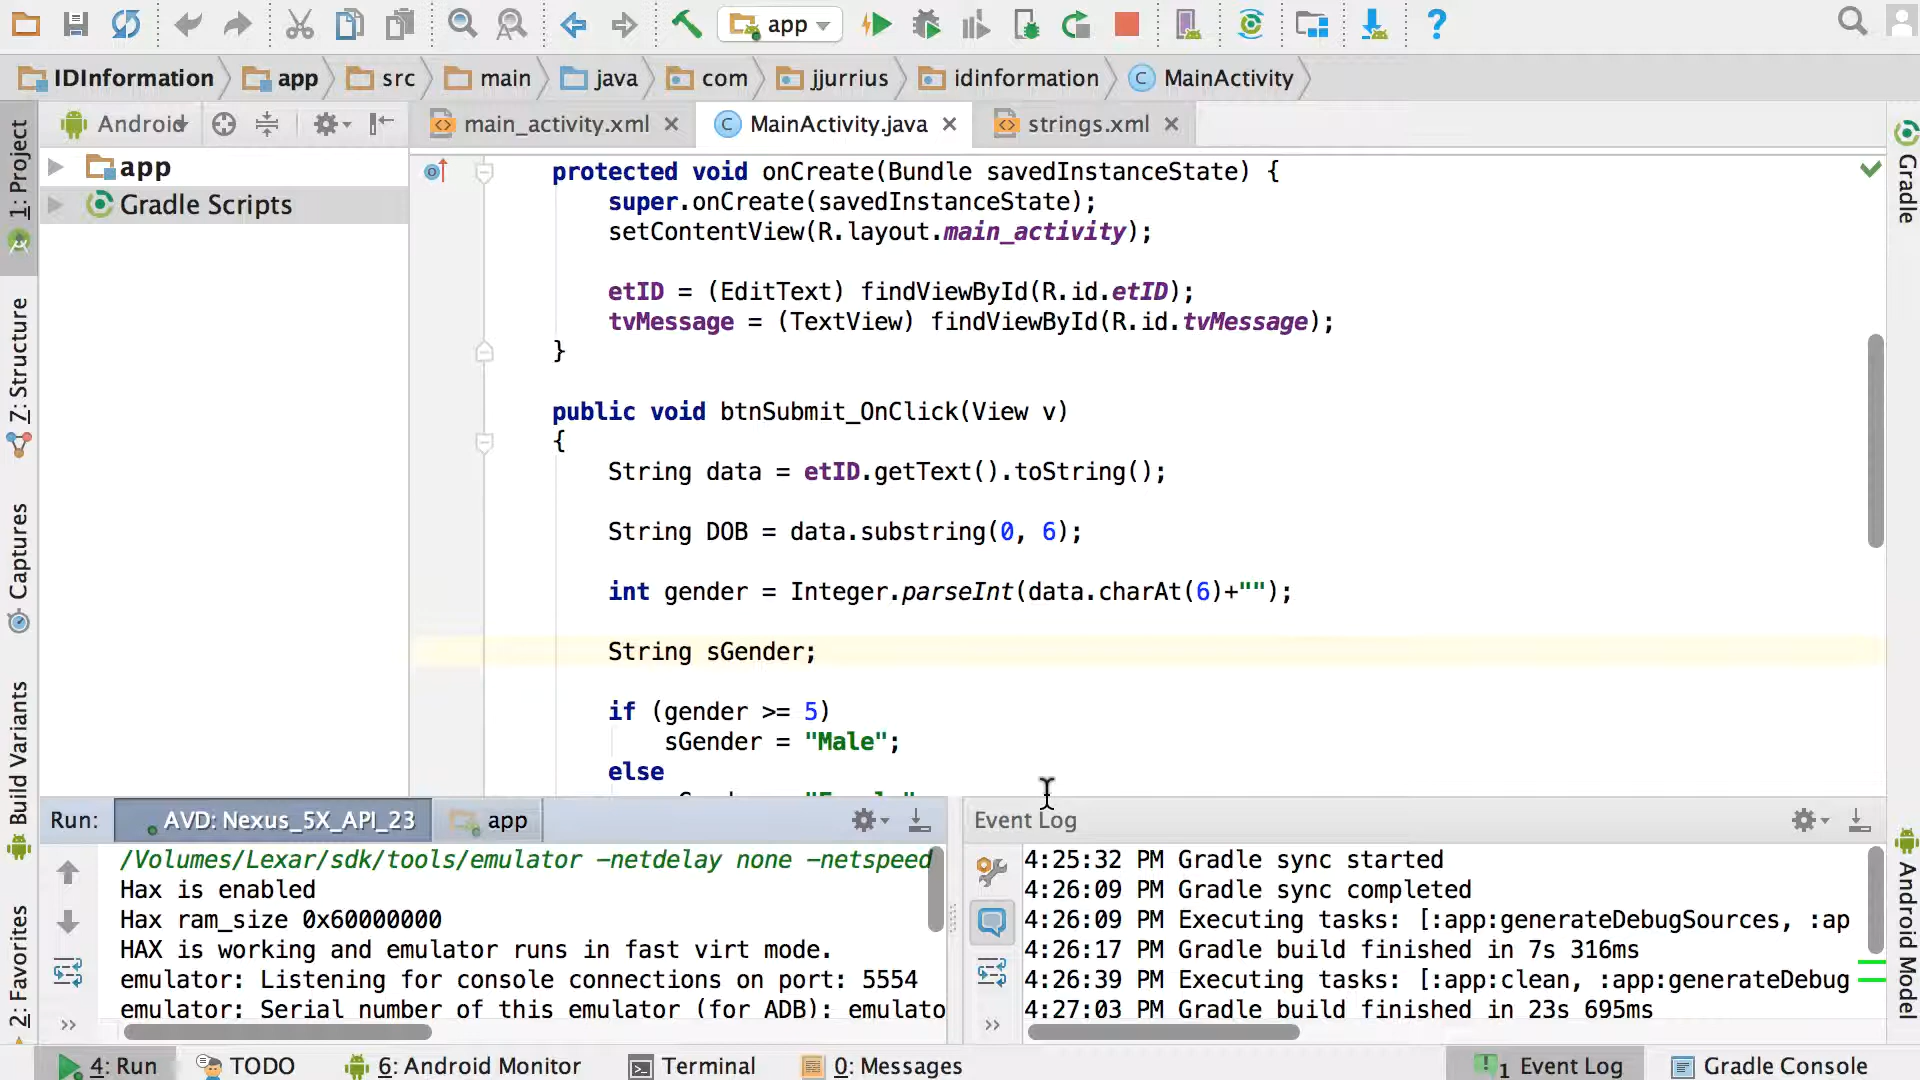 app
IDInformation app src main java com jjurrius idinformation MainActivity
Android main_activity.xml MainActivity.java strings.xml
1: Project
Z: Structure
Captures
Build Variants
2: Favorites
app
Gradle Scripts
protected void onCreate(Bundle savedInstanceState) {
super.onCreate(savedInstanceState);
setContentView(R.layout.main_activity);
etID = (EditText) findViewById(R.id.etID);
tvMessage = (TextView) findViewById(R.id.tvMessage);
}
public void btnSubmit_OnClick(View v)
{
String data = etID.getText().toString();
String DOB = data.substring(0, 6);
int gender = Integer.parseInt(data.charAt(6)+"");
String sGender;
if (gender >= 5)
sGender = "Male";
else
Gradle
Android Model
Run: AVD: Nexus_5X_API_23 app
/Volumes/Lexar/sdk/tools/emulator -netdelay none -netspeed
Hax is enabled
Hax ram_size 0x60000000
HAX is working and emulator runs in fast virt mode.
emulator: Listening for console connections on port: 5554
emulator: Serial number of this emulator (for ADB): emulato
Event Log
4:25:32 PM Gradle sync started
4:26:09 PM Gradle sync completed
4:26:09 PM Executing tasks: [:app:generateDebugSources, :ap
4:26:17 PM Gradle build finished in 7s 316ms
4:26:39 PM Executing tasks: [:app:clean, :app:generateDebug
4:27:03 PM Gradle build finished in 23s 695ms
4: Run TODO 6: Android Monitor Terminal 0: Messages 1 Event Log Gradle Console